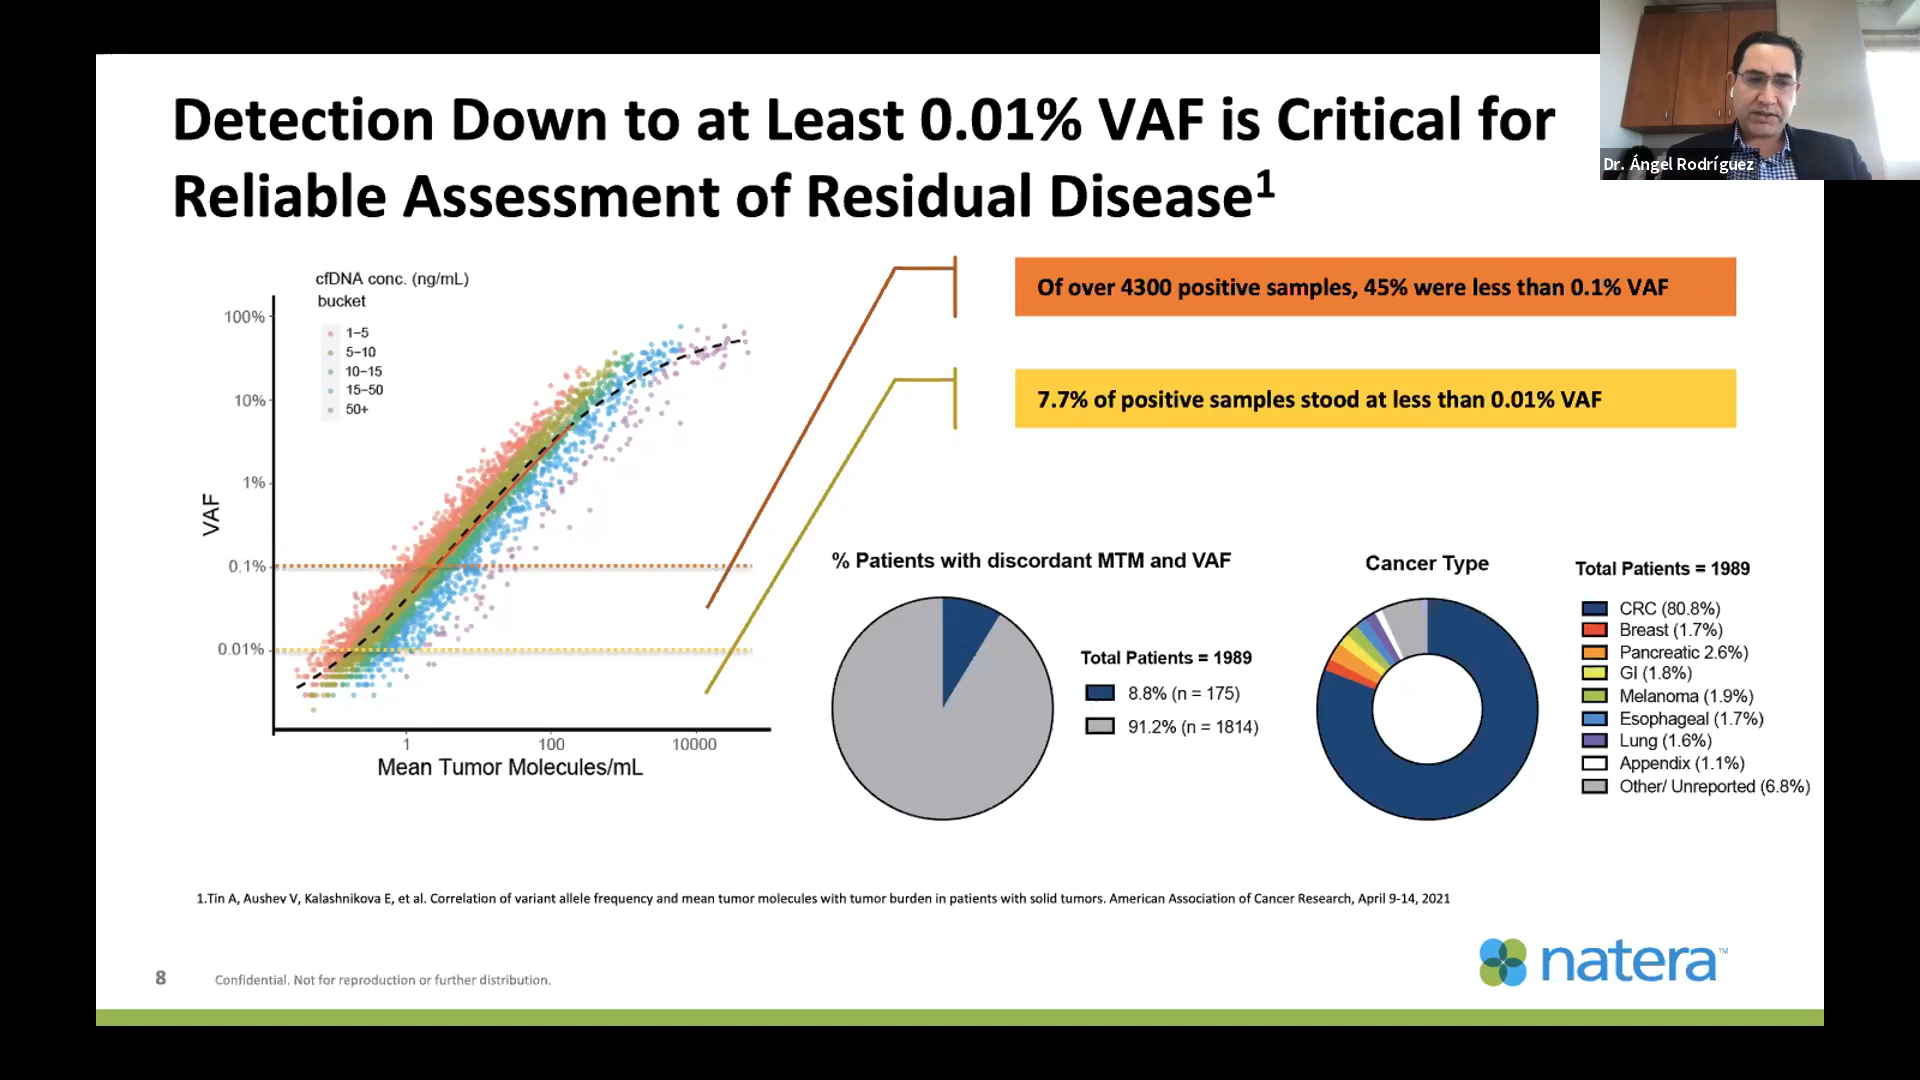 Detection Down to at Least 0.01% VAF is Critical for
Reliable Assessment of Residual Disease1
Dr. Ángel Rodríguez
cfDNA conc. (ng/mL)
bucket
1–5
5–10
10–15
15–50
50+
100%
10%
1%
0.1%
0.01%
VAF
1
100
10000
Mean Tumor Molecules/mL
Of over 4300 positive samples, 45% were less than 0.1% VAF
7.7% of positive samples stood at less than 0.01% VAF
% Patients with discordant MTM and VAF
Total Patients = 1989
8.8% (n = 175)
91.2% (n = 1814)
Cancer Type
Total Patients = 1989
CRC (80.8%)
Breast (1.7%)
Pancreatic 2.6%)
GI (1.8%)
Melanoma (1.9%)
Esophageal (1.7%)
Lung (1.6%)
Appendix (1.1%)
Other/ Unreported (6.8%)
1.Tin A, Aushev V, Kalashnikova E, et al. Correlation of variant allele frequency and mean tumor molecules with tumor burden in patients with solid tumors. American Association of Cancer Research, April 9-14, 2021
8
Confidential. Not for reproduction or further distribution.
natera™